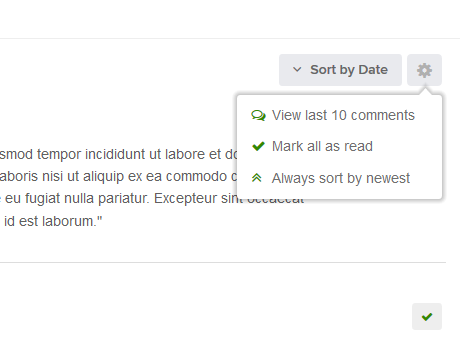 Sort by Date
View last 10 comments
Mark all as read
Always sort by newest
smod tempor incididunt ut labore et do
aboris nisi ut aliquip ex ea commodo c
eu fugiat nulla pariatur. Excepteur sint occaecat
id est laborum."